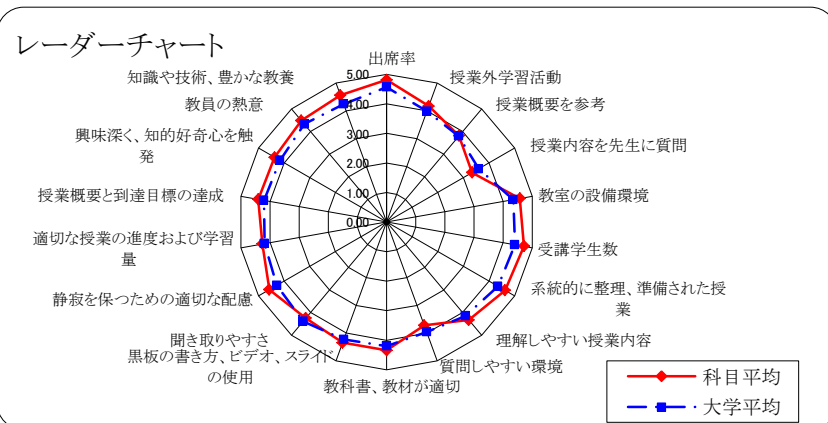 レーダーチャート
出席率
授業外学習活動
授業概要を参考
授業内容を先生に質問
教室の設備環境
受講学生数
系統的に整理、準備された授
業
理解しやすい授業内容
質問しやすい環境
教科書、教材が適切
黒板の書き方、ビデオ、スライド
の使用
聞き取りやすさ
静寂を保つための適切な配慮
適切な授業の進度および学習
量
授業概要と到達目標の達成
興味深く、知的好奇心を触
発
教員の熱意
知識や技術、豊かな教養
5.00
4.00
3.00
2.00
1.00
0.00
科目平均
大学平均